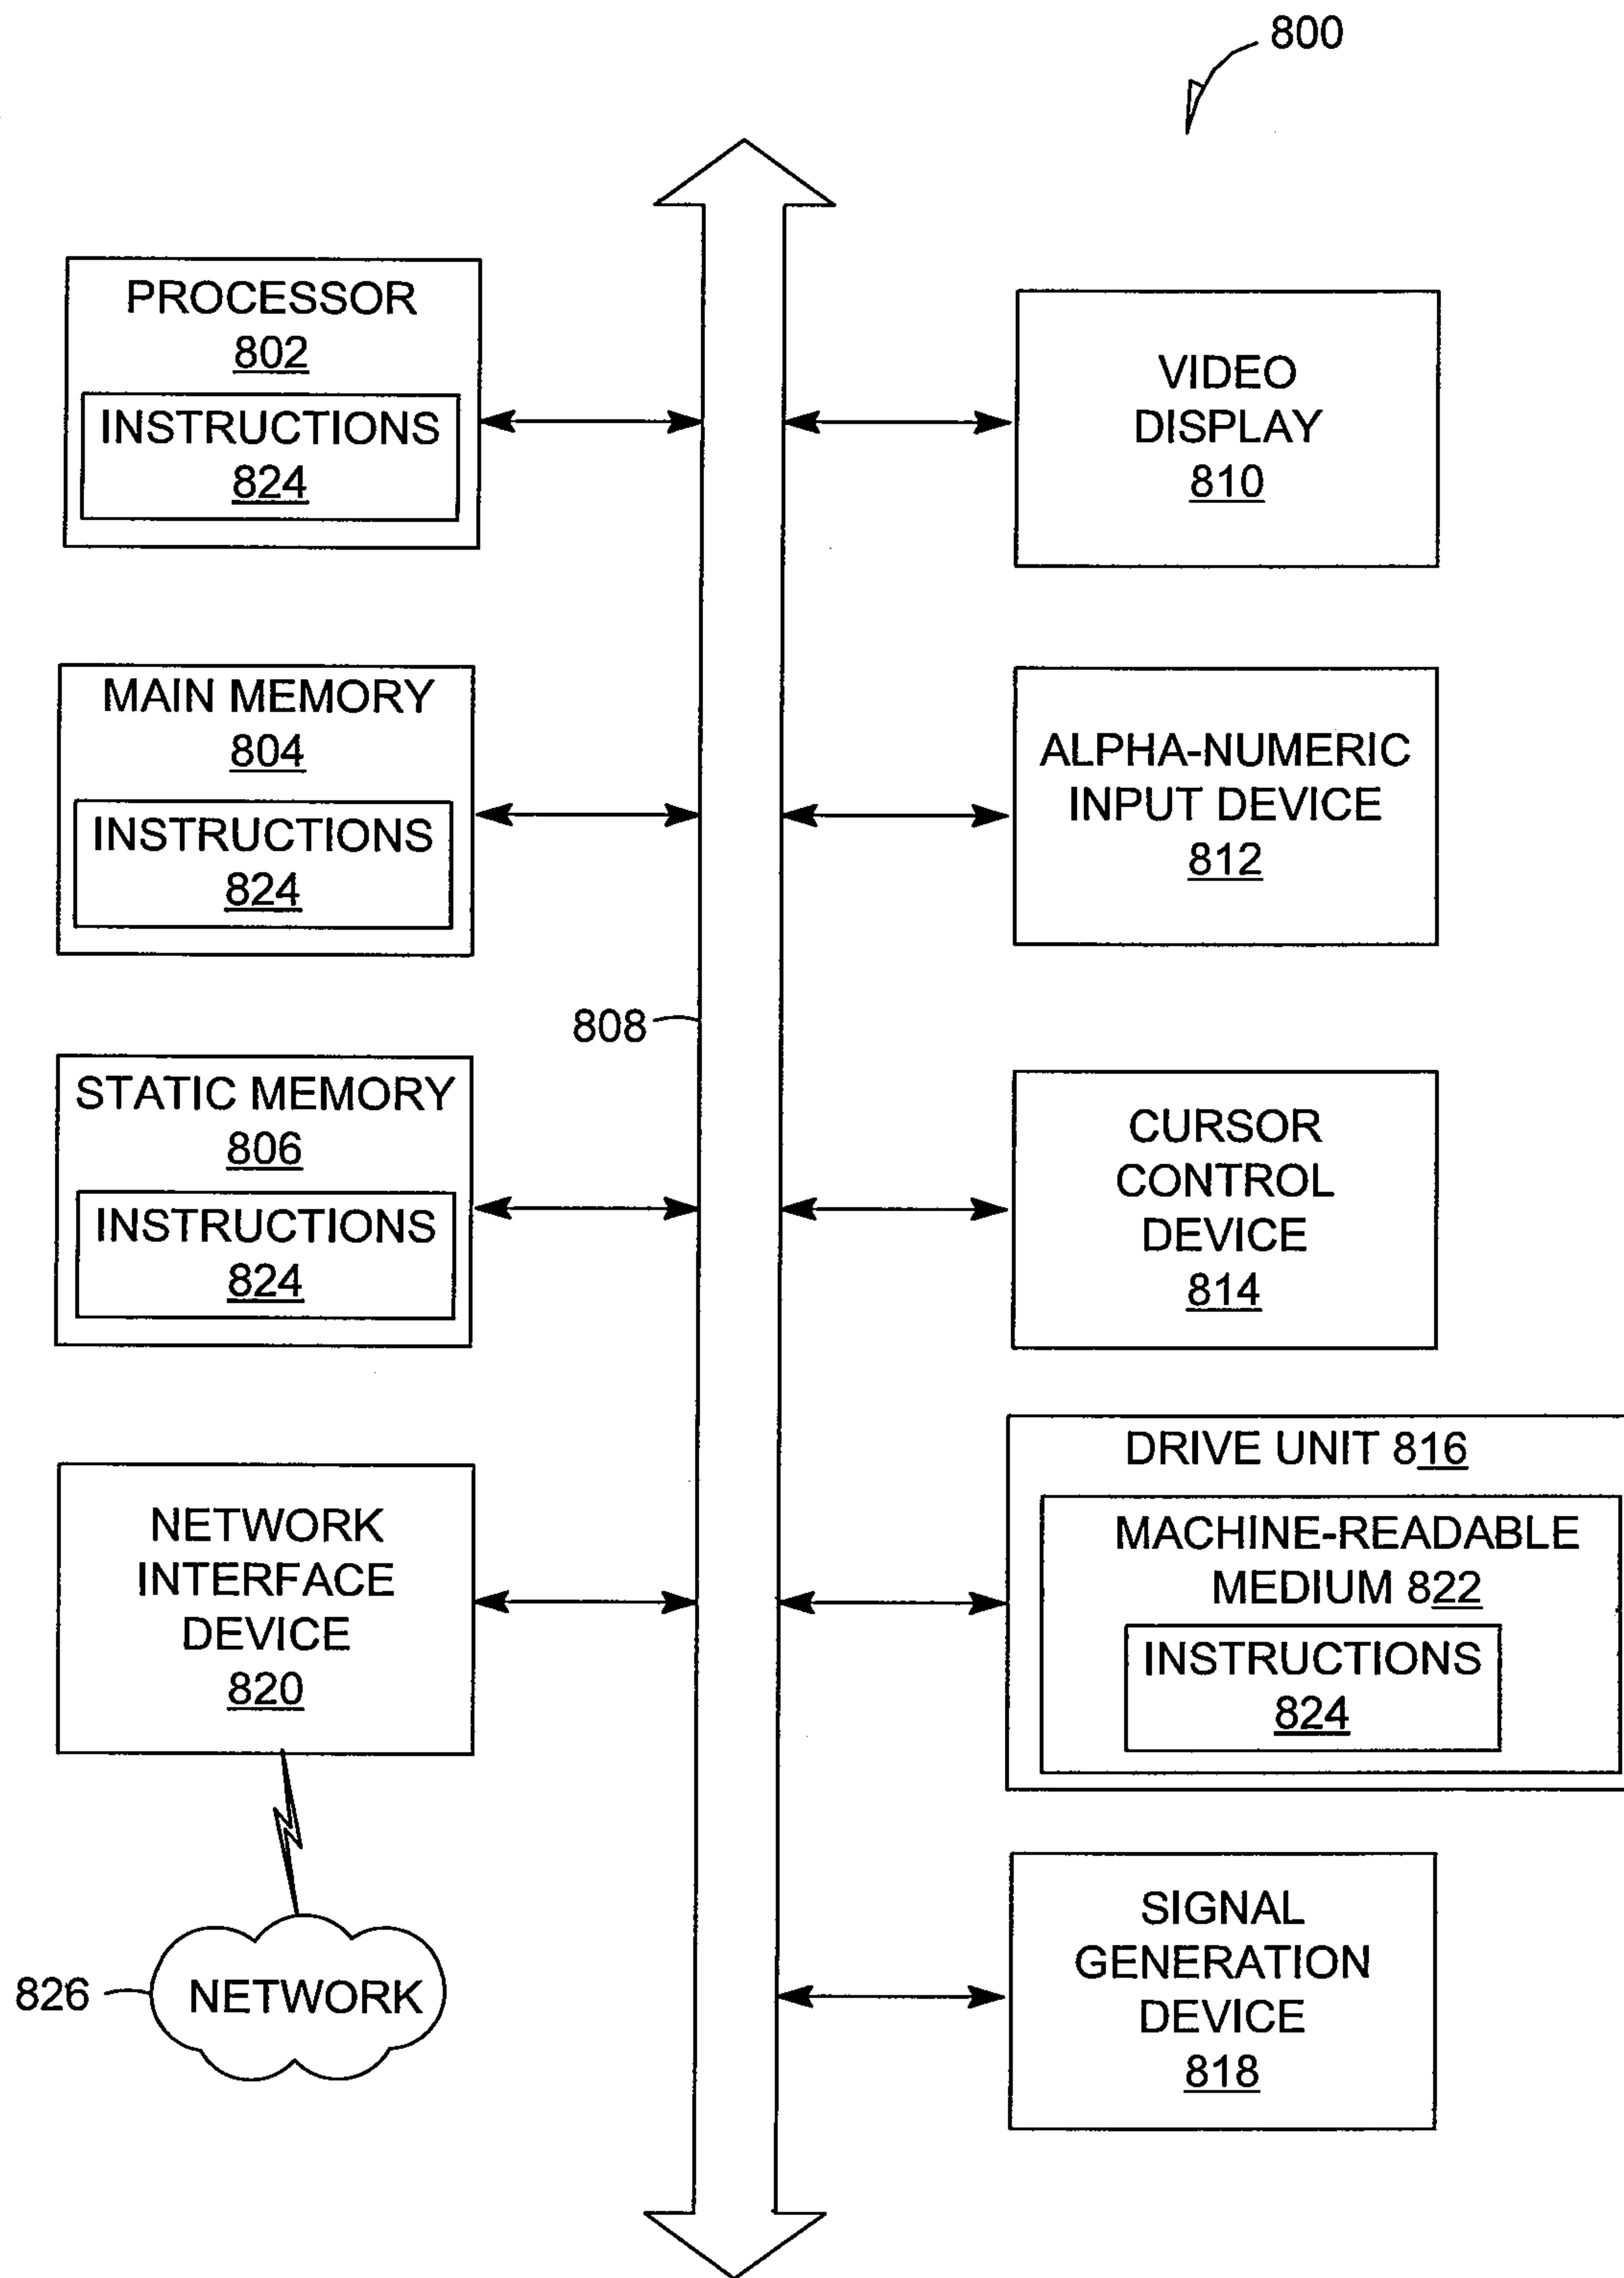 800
PROCESSOR
802
INSTRUCTIONS
824
VIDEO
DISPLAY
810
MAIN MEMORY
804
INSTRUCTIONS
824
ALPHA-NUMERIC
INPUT DEVICE
812
808
STATIC MEMORY
806
INSTRUCTIONS
824
CURSOR
CONTROL
DEVICE
814
NETWORK
INTERFACE
DEVICE
820
DRIVE UNIT 816
MACHINE-READABLE
MEDIUM 822
INSTRUCTIONS
824
826
NETWORK
SIGNAL
GENERATION
DEVICE
818